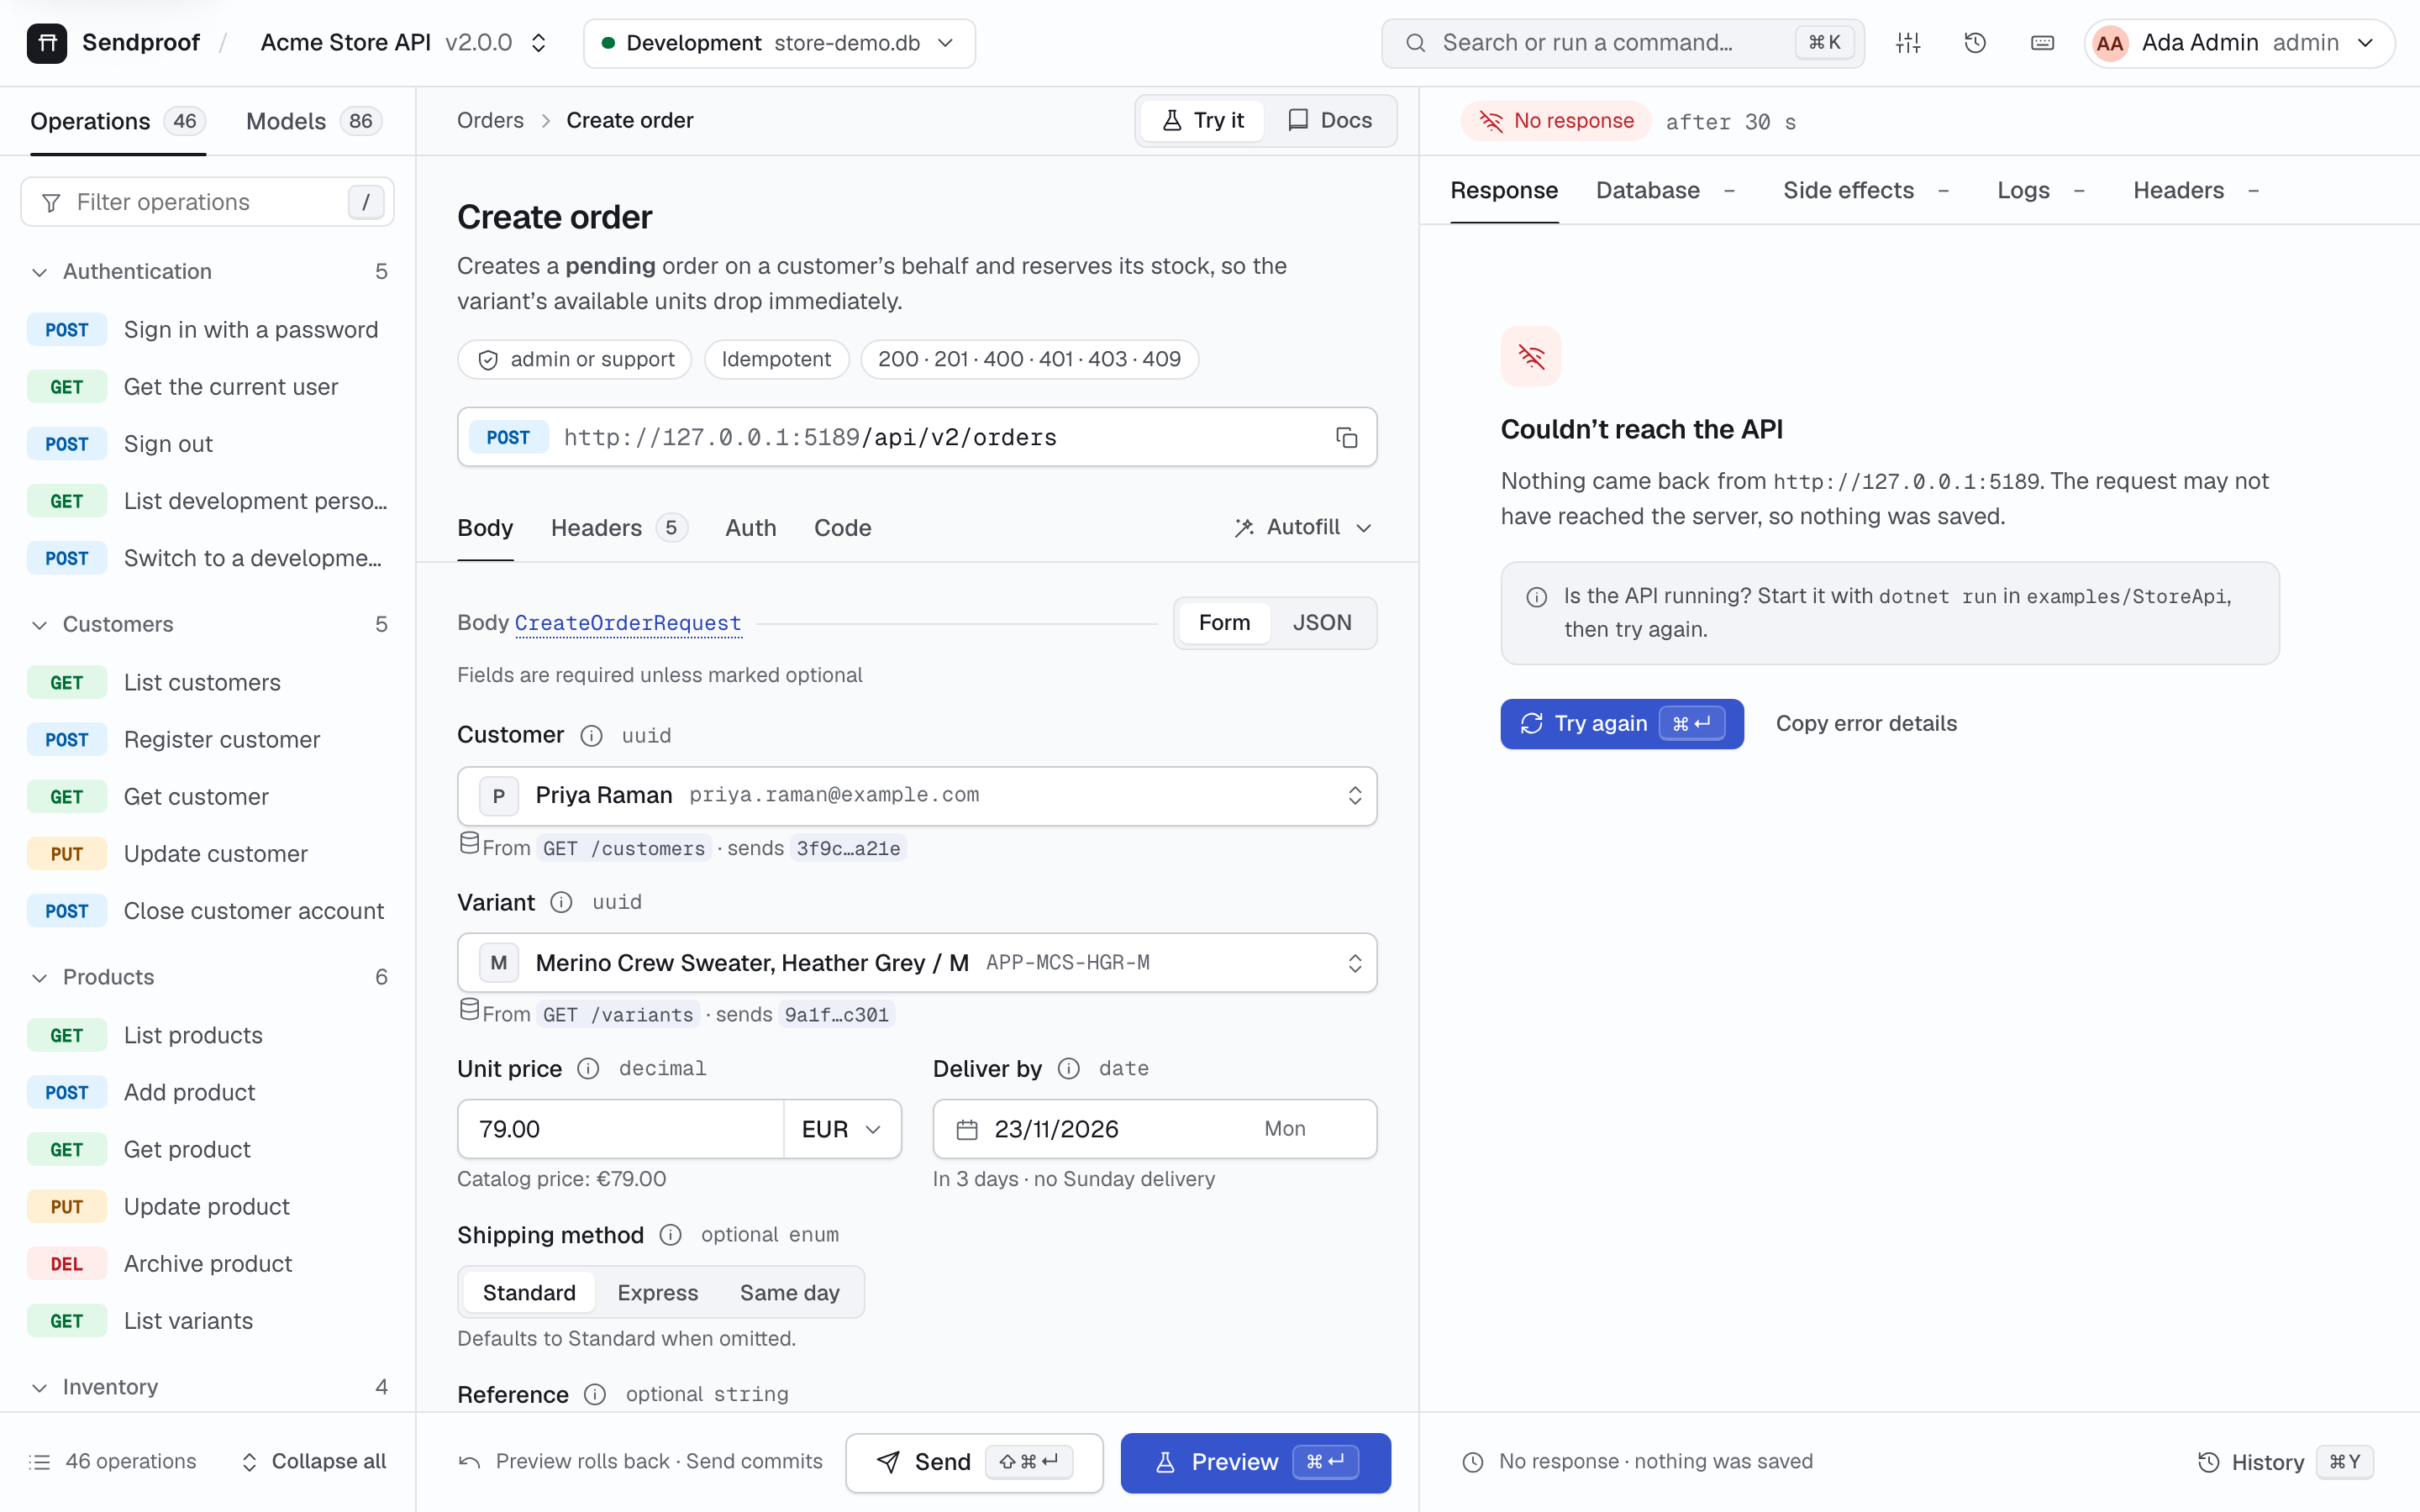 Sendproof / Acme Store API v2.0.0
Development store-demo.db
Search or run a command… ⌘K
AA Ada Admin admin
Operations 46 Models 86
Filter operations /
Authentication 5
POST Sign in with a password
GET Get the current user
POST Sign out
GET List development perso…
POST Switch to a developme…
Customers 5
GET List customers
POST Register customer
GET Get customer
PUT Update customer
POST Close customer account
Products 6
GET List products
POST Add product
GET Get product
PUT Update product
DEL Archive product
GET List variants
Inventory 4
46 operations Collapse all
Orders > Create order
Try it Docs
Create order
Creates a pending order on a customer’s behalf and reserves its stock, so the
variant’s available units drop immediately.
admin or support Idempotent 200 · 201 · 400 · 401 · 403 · 409
POST http://127.0.0.1:5189/api/v2/orders
Body Headers 5 Auth Code Autofill
Body CreateOrderRequest Form JSON
Fields are required unless marked optional
Customer uuid
P Priya Raman priya.raman@example.com
From GET /customers · sends 3f9c…a21e
Variant uuid
M Merino Crew Sweater, Heather Grey / M APP-MCS-HGR-M
From GET /variants · sends 9a1f…c301
Unit price decimal
79.00 EUR
Catalog price: €79.00
Deliver by date
23/11/2026 Mon
In 3 days · no Sunday delivery
Shipping method optional enum
Standard Express Same day
Defaults to Standard when omitted.
Reference optional string
Preview rolls back · Send commits
Send ⇧⌘↵
Preview ⌘↵
No response after 30 s
Response Database – Side effects – Logs – Headers –
Couldn’t reach the API
Nothing came back from http://127.0.0.1:5189. The request may not
have reached the server, so nothing was saved.
Is the API running? Start it with dotnet run in examples/StoreApi,
then try again.
Try again ⌘↵ Copy error details
No response · nothing was saved
History ⌘Y